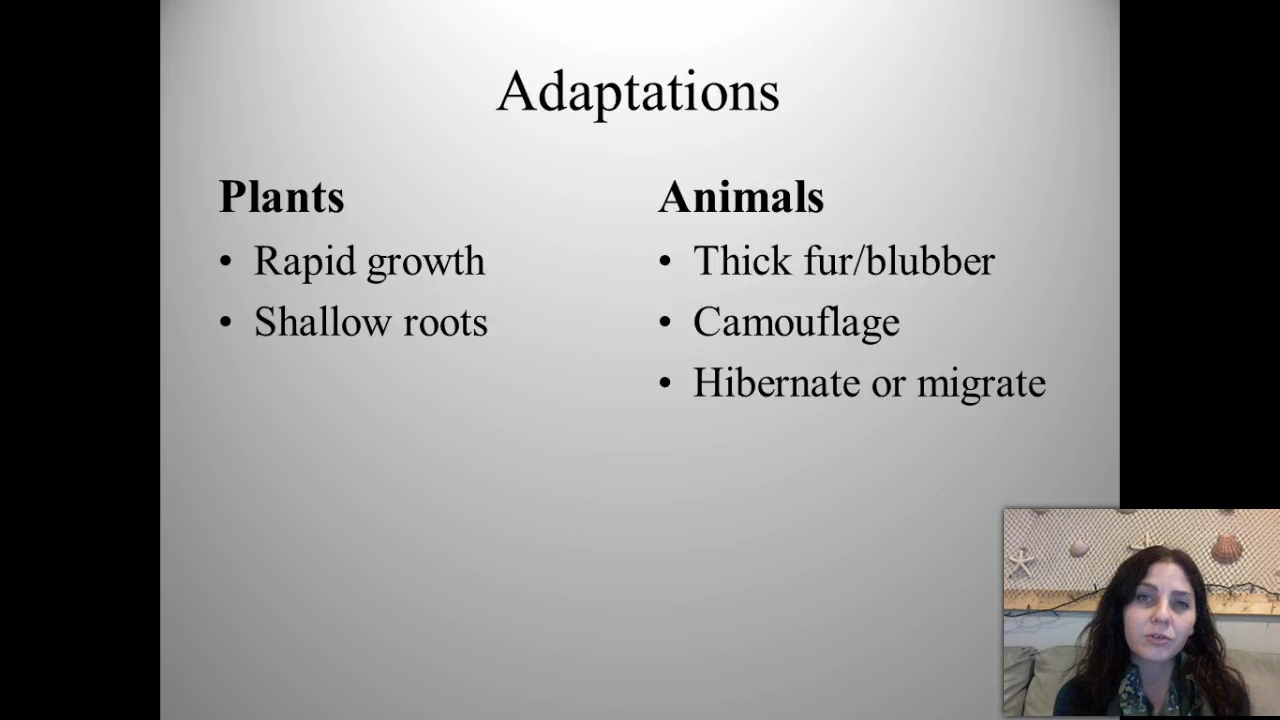 Adaptations
Plants
• Rapid growth
• Shallow roots
Animals
• Thick fur/blubber
• Camouflage
• Hibernate or migrate